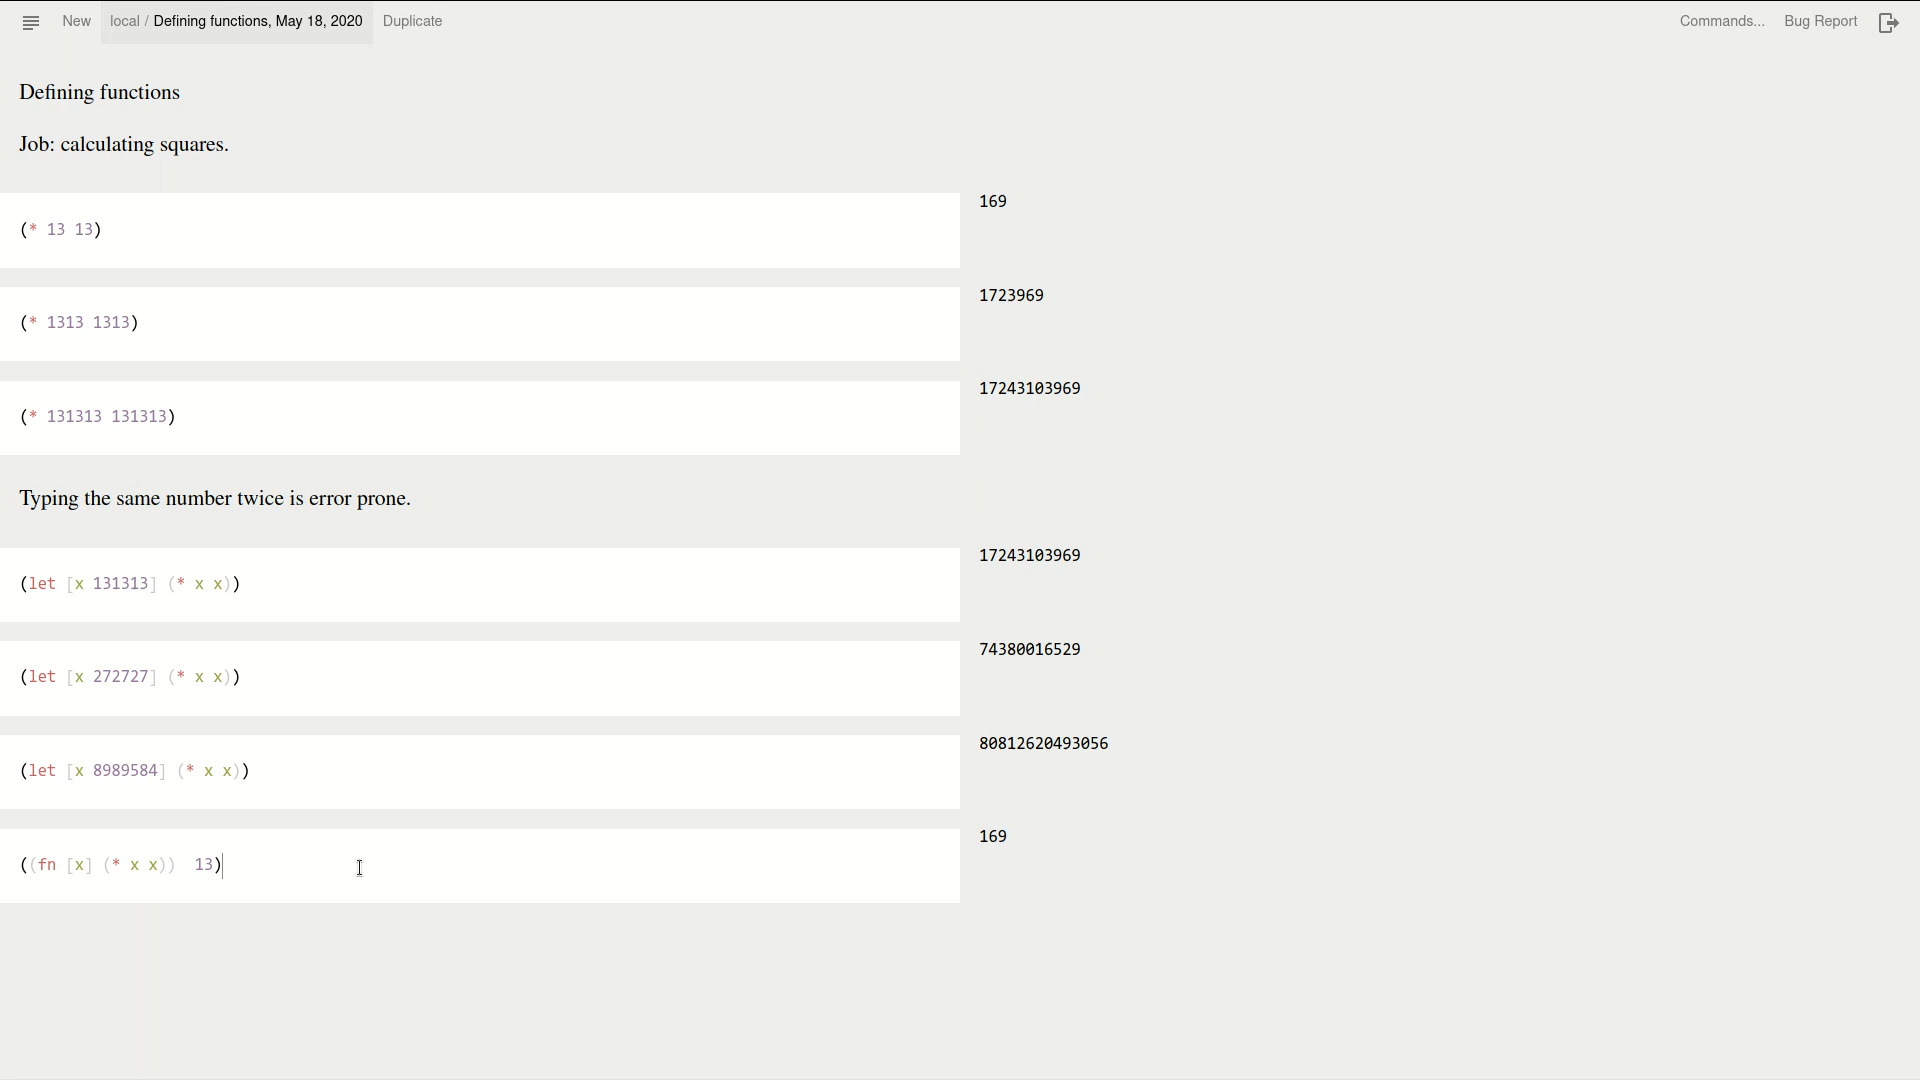 New local / Defining functions, May 18, 2020 Duplicate Commands... Bug Report
Defining functions
Job: calculating squares.
(* 13 13)
169
(* 1313 1313)
1723969
(* 131313 131313)
17243103969
Typing the same number twice is error prone.
(let [x 131313] (* x x))
17243103969
(let [x 272727] (* x x))
74380016529
(let [x 8989584] (* x x))
80812620493056
((fn [x] (* x x))  13)
169